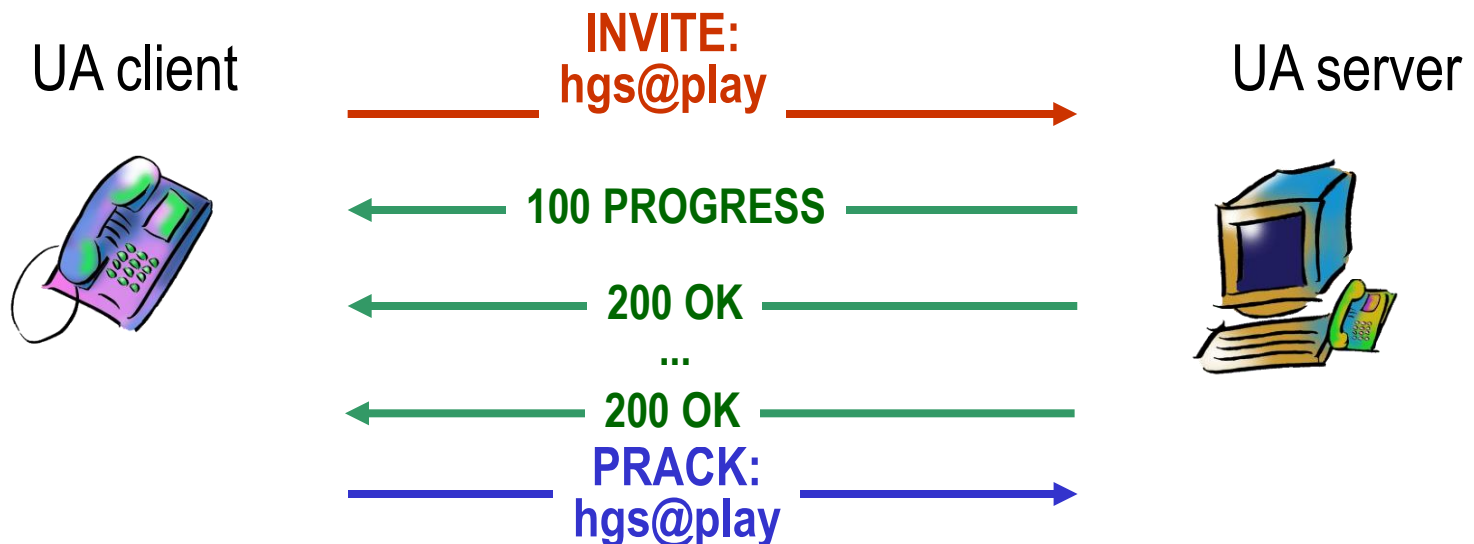 UA client
INVITE:
hgs@play
UA server
100 PROGRESS
200 OK
...
200 OK
PRACK:
hgs@play